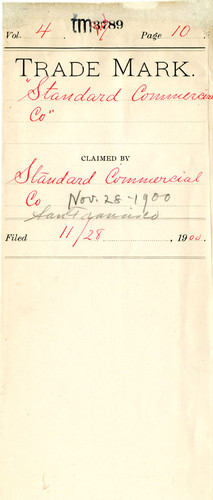 tm3789
Vol. 4 Page 10.
TRADE MARK.
"Standard Commercial
Co"
CLAIMED BY
Standard Commercial
Co Nov. 28-1900
San Francisco
Filed 11/28, 1900.